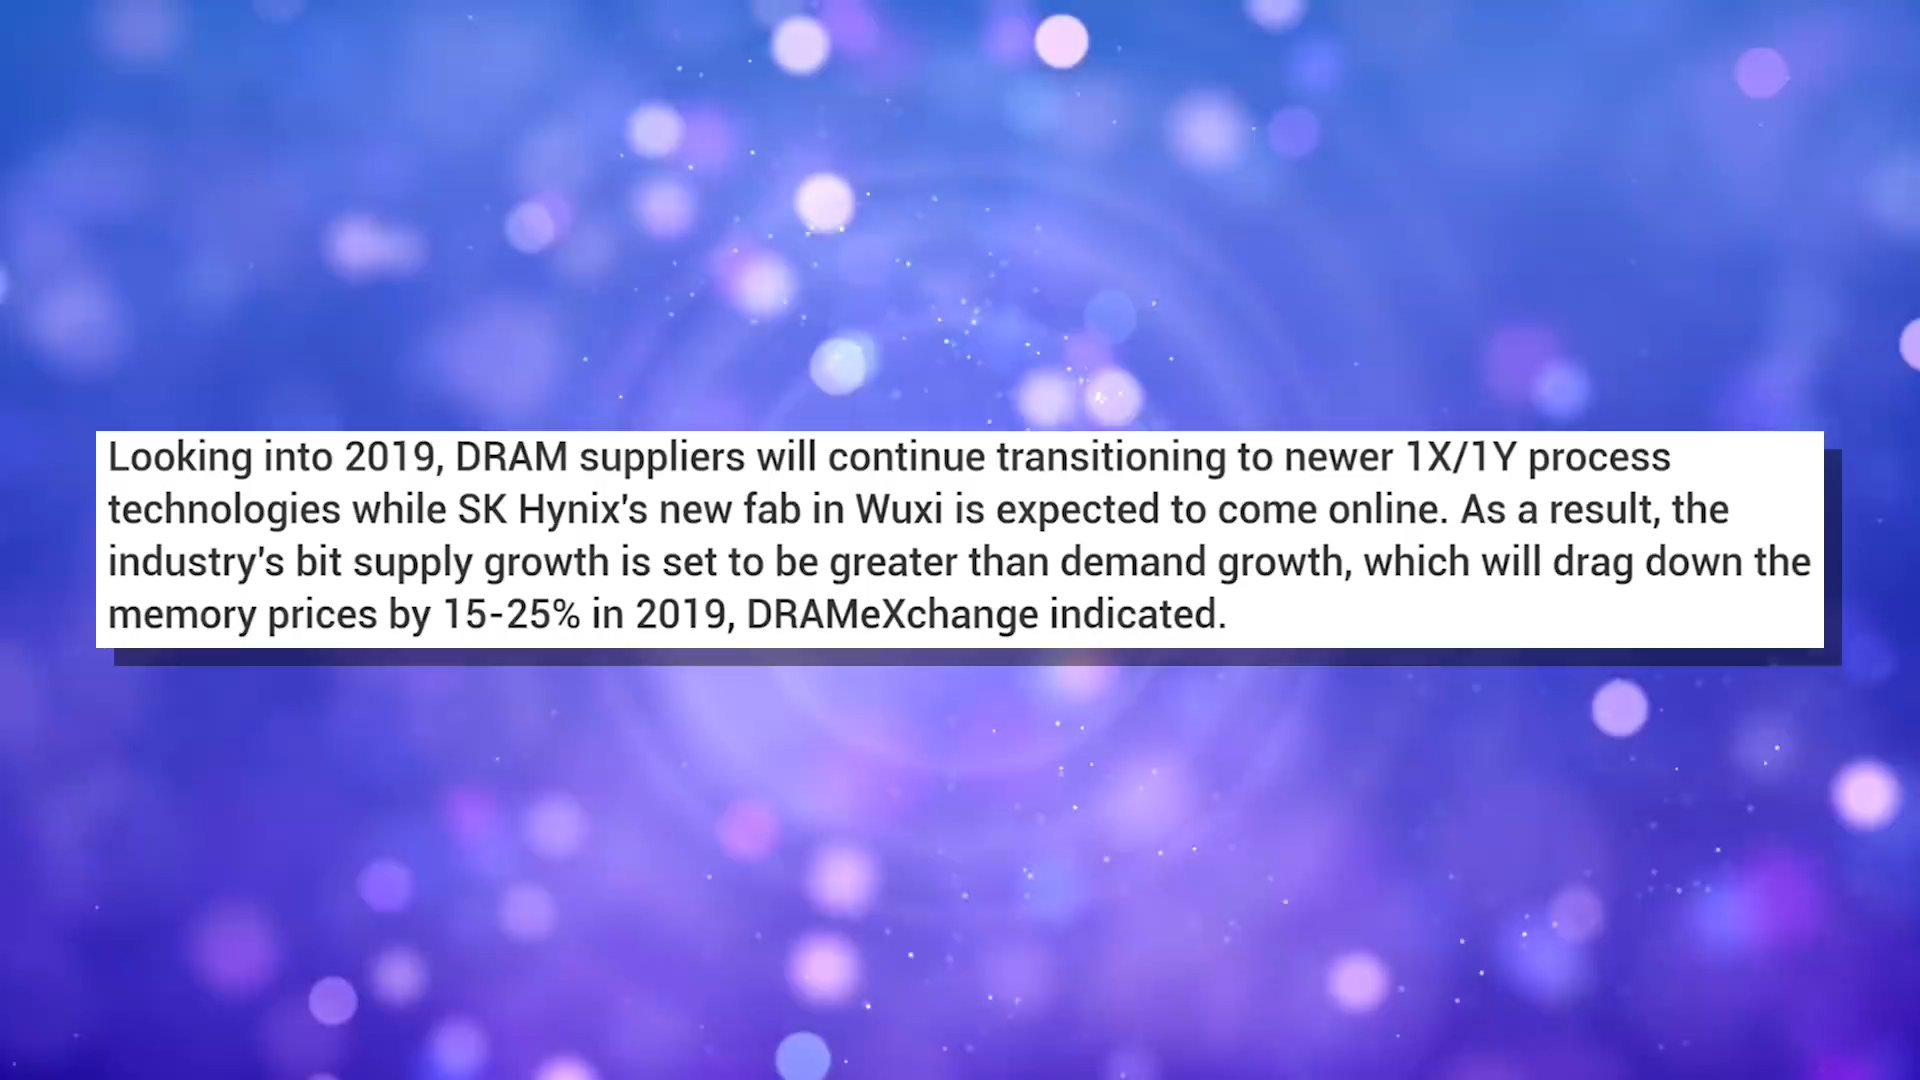 Looking into 2019, DRAM suppliers will continue transitioning to newer 1X/1Y process
technologies while SK Hynix's new fab in Wuxi is expected to come online. As a result, the
industry's bit supply growth is set to be greater than demand growth, which will drag down the
memory prices by 15-25% in 2019, DRAMeXchange indicated.